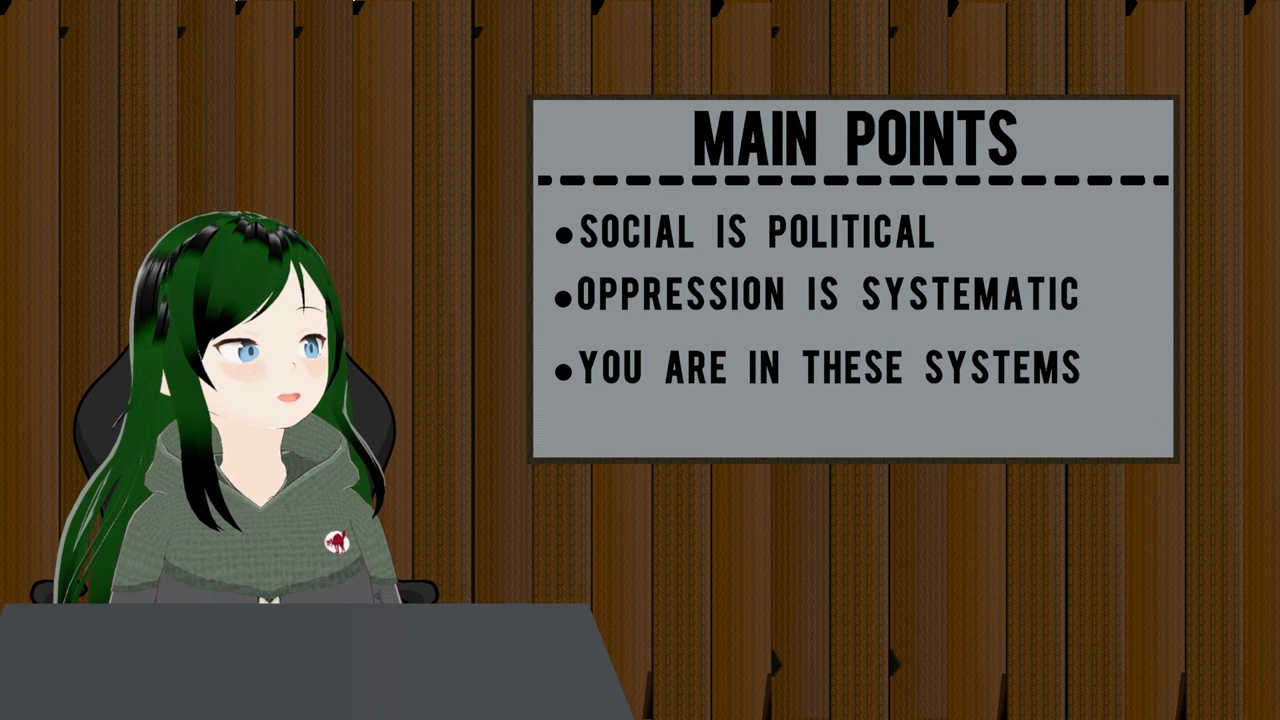 MAIN POINTS
•SOCIAL IS POLITICAL
•OPPRESSION IS SYSTEMATIC
•YOU ARE IN THESE SYSTEMS